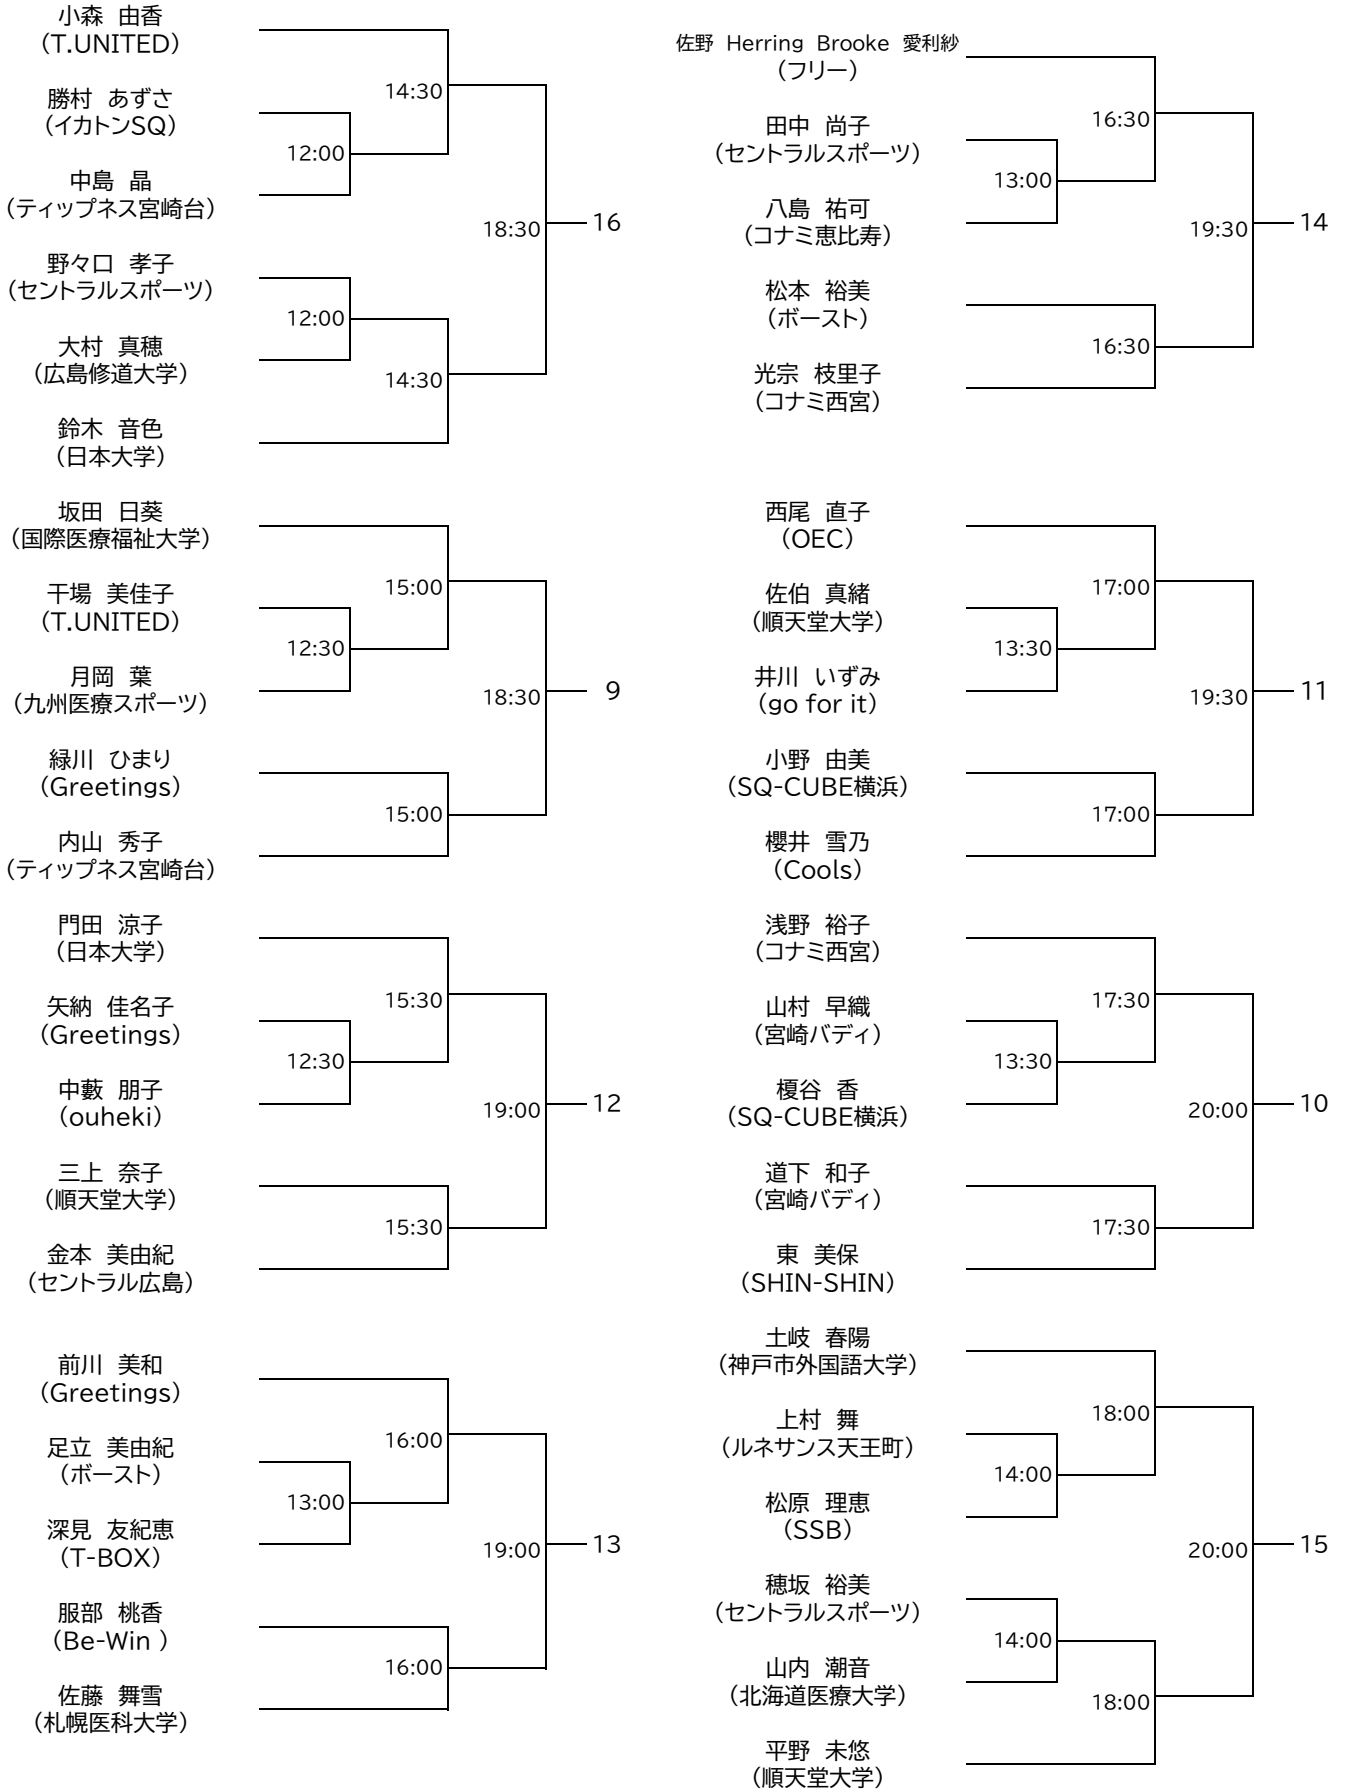 小森 由香
(T.UNITED)
14:30
勝村 あずさ
(イカトンSQ)
12:00
中島 晶
(ティップネス宮崎台)
18:30
16
野々口 孝子
(セントラルスポーツ)
12:00
大村 真穂
(広島修道大学)
14:30
鈴木 音色
(日本大学)
坂田 日葵
(国際医療福祉大学)
15:00
干場 美佳子
(T.UNITED)
12:30
月岡 葉
(九州医療スポーツ)
18:30
9
緑川 ひまり
(Greetings)
15:00
内山 秀子
(ティップネス宮崎台)
門田 涼子
(日本大学)
15:30
矢納 佳名子
(Greetings)
12:30
中藪 朋子
(ouheki)
19:00
12
三上 奈子
(順天堂大学)
15:30
金本 美由紀
(セントラル広島)
前川 美和
(Greetings)
16:00
足立 美由紀
(ボースト)
13:00
深見 友紀恵
(T-BOX)
19:00
13
服部 桃香
(Be-Win )
16:00
佐藤 舞雪
(札幌医科大学)
佐野 Herring Brooke 愛利紗
(フリー)
16:30
田中 尚子
(セントラルスポーツ)
13:00
八島 祐可
(コナミ恵比寿)
19:30
14
松本 裕美
(ボースト)
16:30
光宗 枝里子
(コナミ西宮)
西尾 直子
(OEC)
17:00
佐伯 真緒
(順天堂大学)
13:30
井川 いずみ
(go for it)
19:30
11
小野 由美
(SQ-CUBE横浜)
17:00
櫻井 雪乃
(Cools)
浅野 裕子
(コナミ西宮)
17:30
山村 早織
(宮崎バディ)
13:30
榎谷 香
(SQ-CUBE横浜)
20:00
10
道下 和子
(宮崎バディ)
17:30
東 美保
(SHIN-SHIN)
土岐 春陽
(神戸市外国語大学)
18:00
上村 舞
(ルネサンス天王町)
14:00
松原 理恵
(SSB)
20:00
15
穂坂 裕美
(セントラルスポーツ)
14:00
山内 潮音
(北海道医療大学)
18:00
平野 未悠
(順天堂大学)